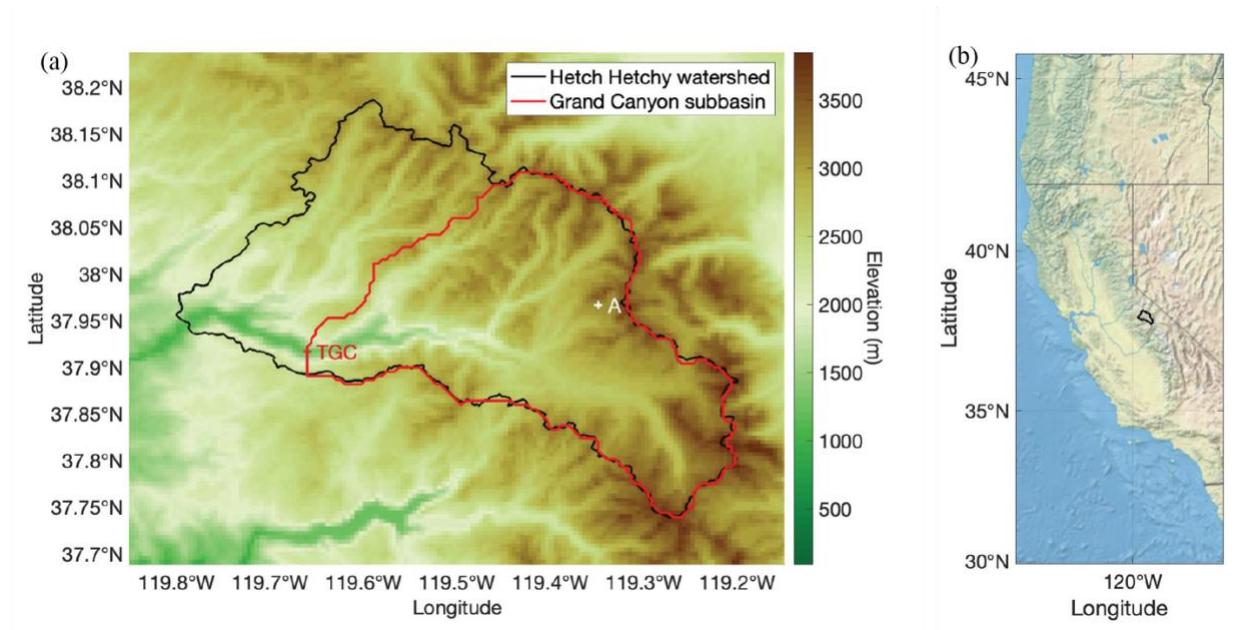 (a)
Hetch Hetchy watershed
Grand Canyon subbasin
38.2°N
38.15°N
38.1°N
38.05°N
38°N
37.95°N
37.9°N
37.85°N
37.8°N
37.75°N
37.7°N
Latitude
A
TGC
119.8°W 119.7°W 119.6°W 119.5°W 119.4°W 119.3°W 119.2°W
Longitude
3500
3000
2500
2000
1500
1000
500
Elevation (m)
(b)
45°N
40°N
35°N
30°N
Latitude
120°W
Longitude